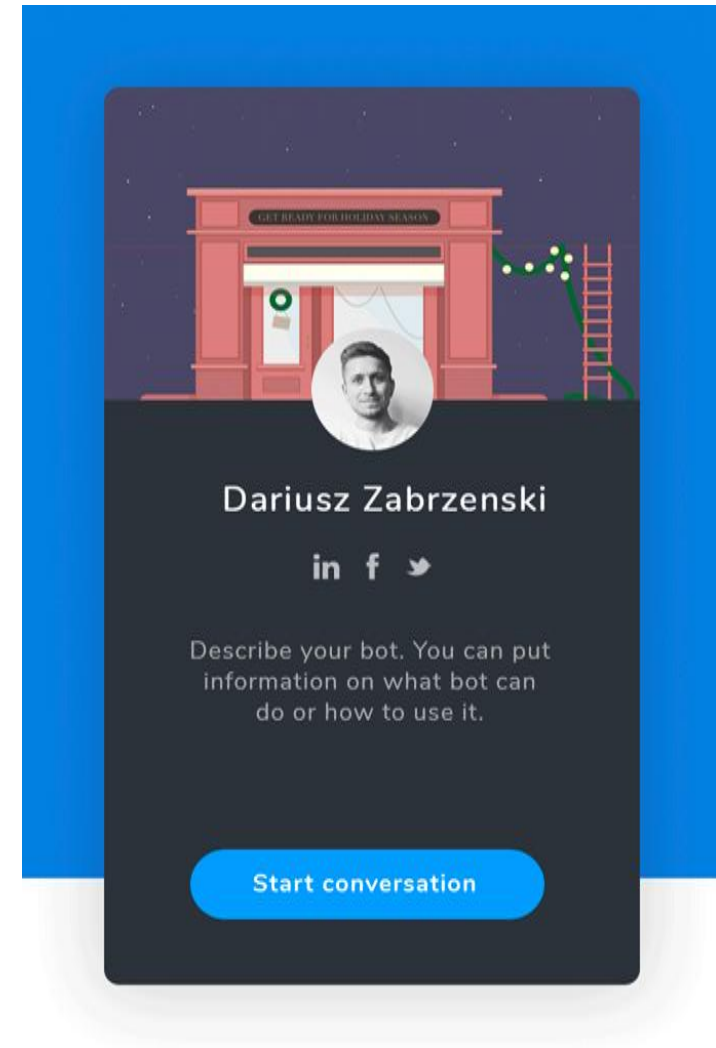 GET READY FOR HOLIDAY SEASON
Dariusz Zabrzenski
in f
Describe your bot. You can put
information on what bot can
do or how to use it.
Start conversation